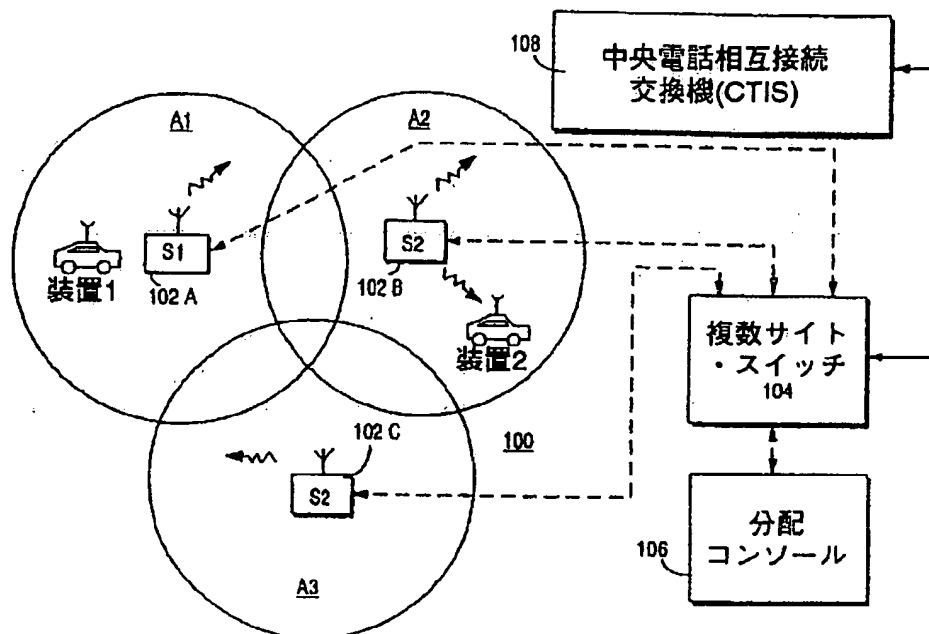 108
中央電話相互接続
交換機(CTIS)
A1
A2
S1
102 A
装置1
S2
102 B
装置2
複数サイト
・スイッチ
104
102 C
100
S2
A3
106
分配
コンソール